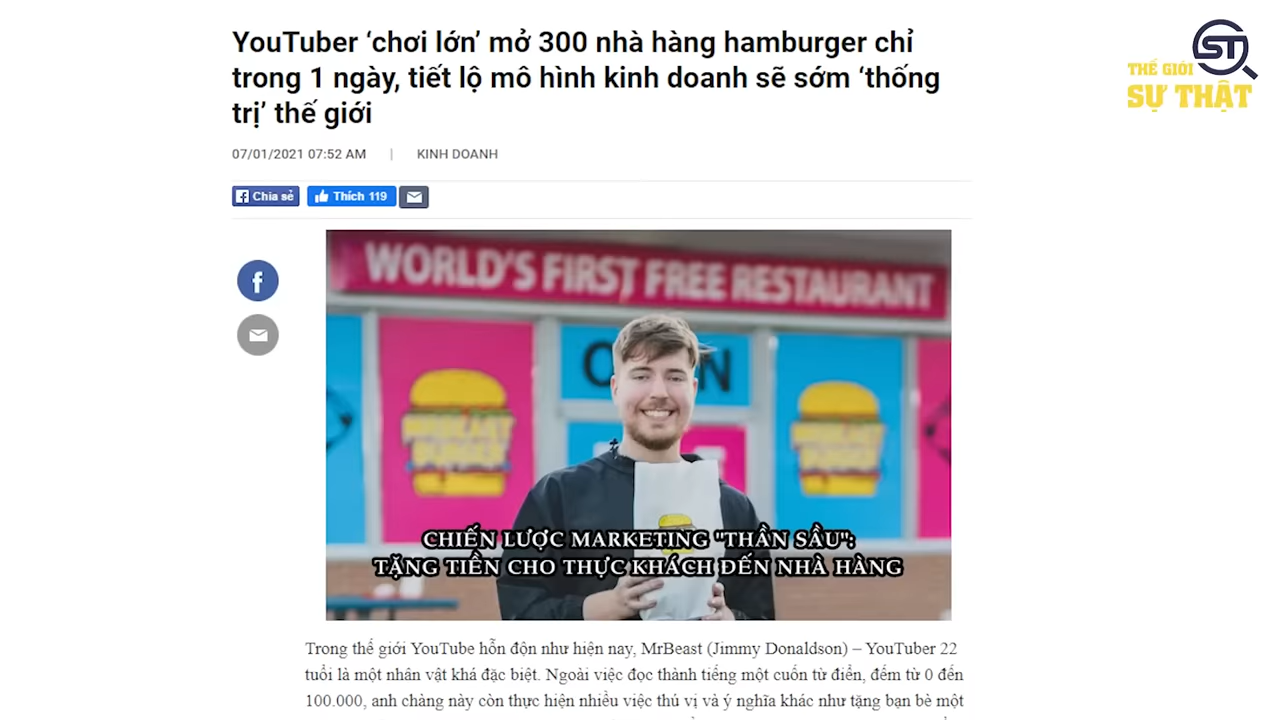 YouTuber ‘chơi lớn’ mở 300 nhà hàng hamburger chỉ
trong 1 ngày, tiết lộ mô hình kinh doanh sẽ sớm ‘thống
trị’ thế giới
ST
THẾ GIỚI
SỰ THẬT
07/01/2021 07:52 AM | KINH DOANH
Chia sẻ Thích 119
WORLD'S FIRST FREE RESTAURANT
CHIẾN LƯỢC MARKETING "THẦN SẦU":
TẶNG TIỀN CHO THỰC KHÁCH ĐẾN NHÀ HÀNG
Trong thế giới YouTube hỗn độn như hiện nay, MrBeast (Jimmy Donaldson) – YouTuber 22
tuổi là một nhân vật khá đặc biệt. Ngoài việc đọc thành tiếng một cuốn từ điển, đếm từ 0 đến
100.000, anh chàng này còn thực hiện nhiều việc thú vị và ý nghĩa khác như tặng bạn bè một